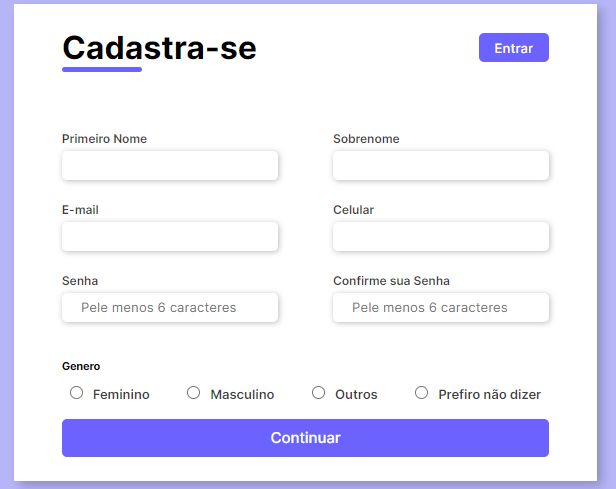 Cadastra-se
Entrar
Primeiro Nome
Sobrenome
E-mail
Celular
Senha
Confirme sua Senha
Pele menos 6 caracteres
Pele menos 6 caracteres
Genero
Feminino Masculino Outros Prefiro não dizer
Continuar